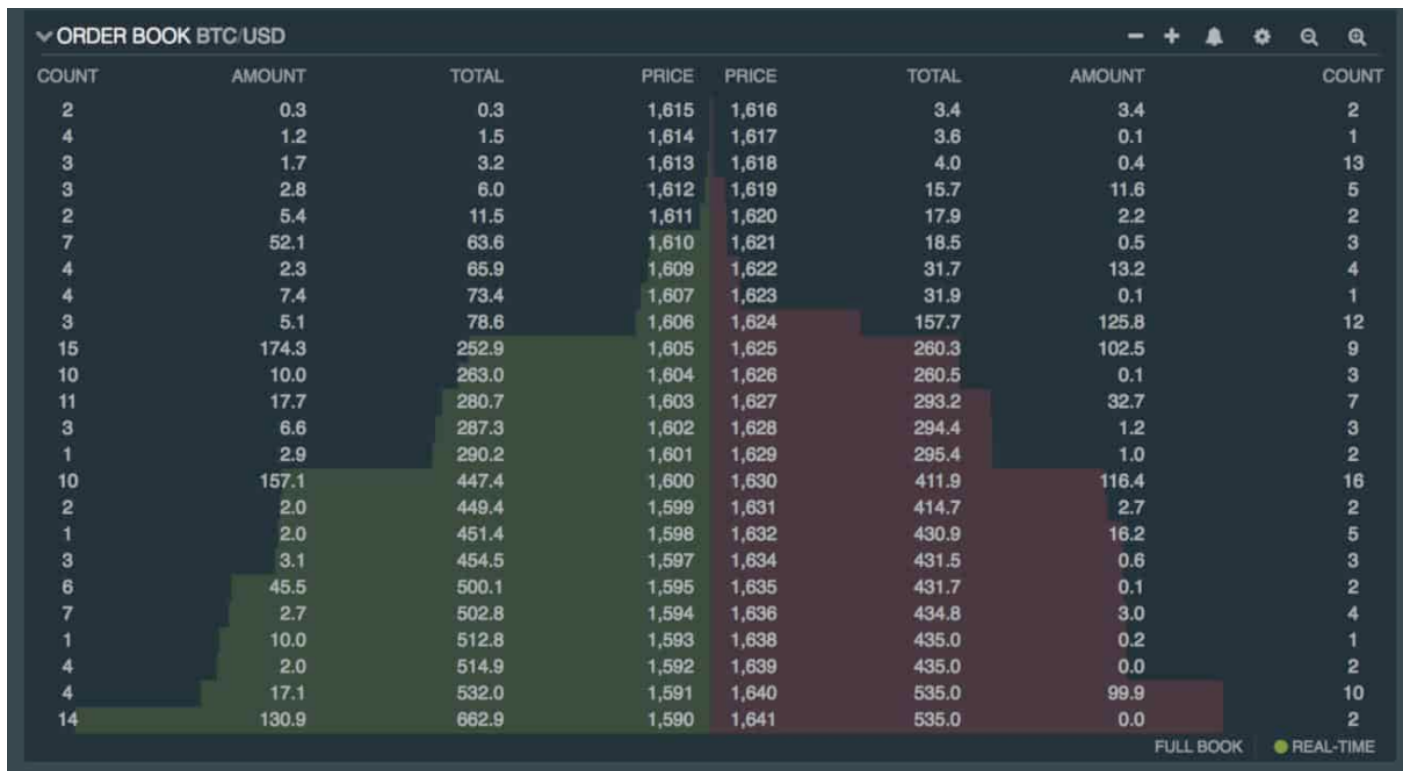 ORDER BOOK BTC/USD
COUNT AMOUNT TOTAL PRICE PRICE TOTAL AMOUNT COUNT
2 0.3 0.3 1,615 1,616 3.4 3.4 2
4 1.2 1.5 1,614 1,617 3.6 0.1 1
3 1.7 3.2 1,613 1,618 4.0 0.4 13
3 2.8 6.0 1,612 1,619 15.7 11.6 5
2 5.4 11.5 1,611 1,620 17.9 2.2 2
7 52.1 63.6 1,610 1,621 18.5 0.5 3
4 2.3 65.9 1,609 1,622 31.7 13.2 4
4 7.4 73.4 1,607 1,623 31.9 0.1 1
3 5.1 78.6 1,606 1,624 157.7 125.8 12
15 174.3 252.9 1,605 1,625 260.3 102.5 9
10 10.0 263.0 1,604 1,626 260.5 0.1 3
11 17.7 280.7 1,603 1,627 293.2 32.7 7
3 6.6 287.3 1,602 1,628 294.4 1.2 3
1 2.9 290.2 1,601 1,629 295.4 1.0 2
10 157.1 447.4 1,600 1,630 411.9 116.4 16
2 2.0 449.4 1,599 1,631 414.7 2.7 2
1 2.0 451.4 1,598 1,632 430.9 16.2 5
3 3.1 454.5 1,597 1,634 431.5 0.6 3
6 45.5 500.1 1,595 1,635 431.7 0.1 2
7 2.7 502.8 1,594 1,636 434.8 3.0 4
1 10.0 512.8 1,593 1,638 435.0 0.2 1
4 2.0 514.9 1,592 1,639 435.0 0.0 2
4 17.1 532.0 1,591 1,640 535.0 99.9 10
14 130.9 662.9 1,590 1,641 535.0 0.0 2
FULL BOOK REAL-TIME